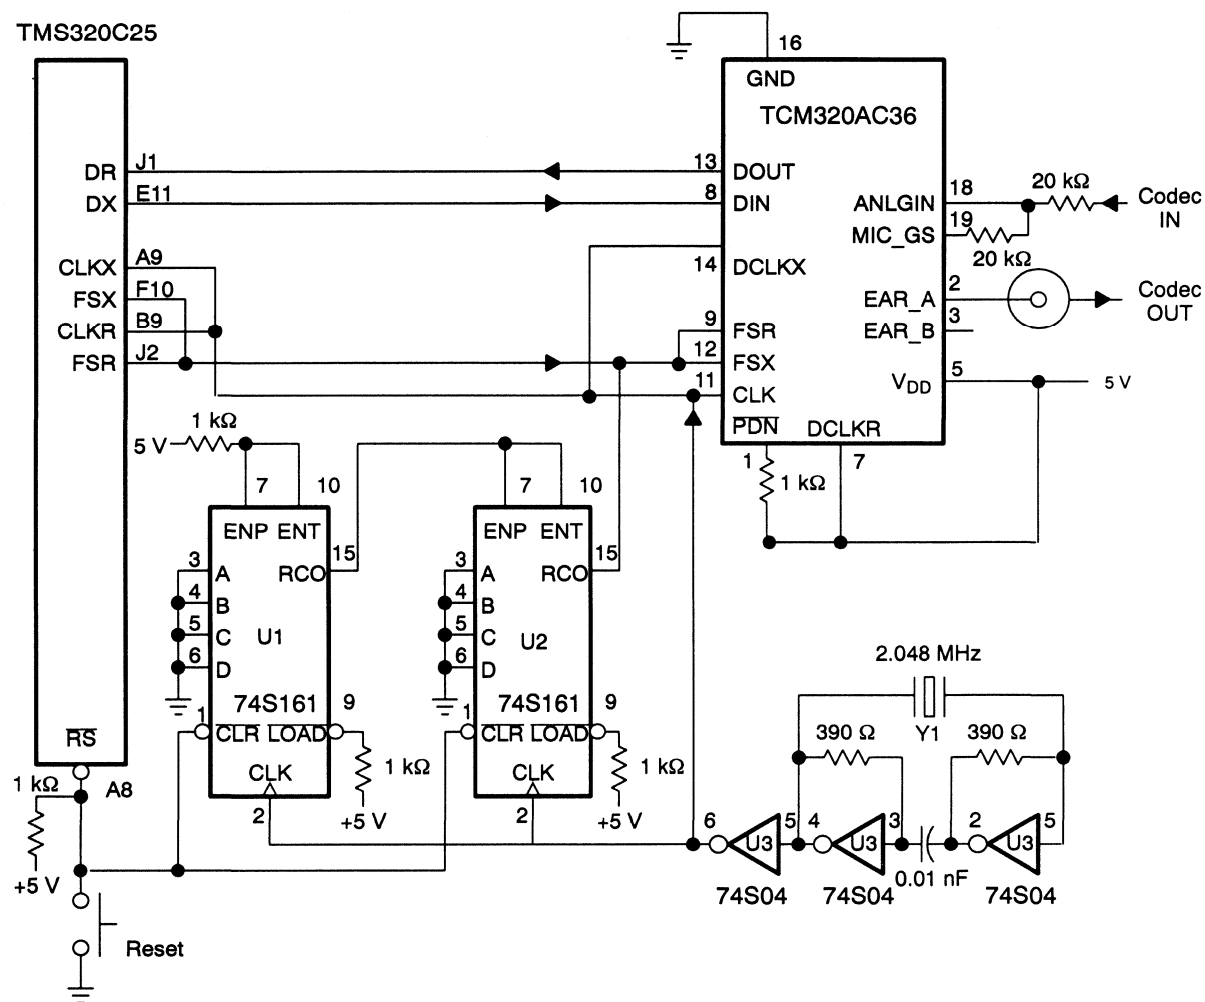 TMS320C25
16
GND
TCM320AC36
DR J1
13 DOUT
DX E11
8 DIN
18
ANLGIN
20 kΩ
Codec
IN
19
MIC_GS
20 kΩ
CLKX A9
14 DCLKX
FSX F10
2
EAR_A
Codec
OUT
CLKR B9
9 FSR
3
EAR_B
FSR J2
12 FSX
5
VDD
5 V
11 CLK
PDN DCLKR
1 kΩ
5 V
1
1 kΩ
7
7 10
7 10
ENP ENT
ENP ENT
15
RCO
15
RCO
3 A
4 B
5 C
6 D
U1
3 A
4 B
5 C
6 D
U2
74S161
74S161
1 9
1 9
CLR LOAD
CLR LOAD
1 kΩ
1 kΩ
CLK
CLK
2
2
+5 V
+5 V
2.048 MHz
Y1
390 Ω
390 Ω
6 5 4 3 2 5
U3 U3 U3
0.01 nF
74S04 74S04 74S04
RS
1 kΩ
A8
+5 V
Reset